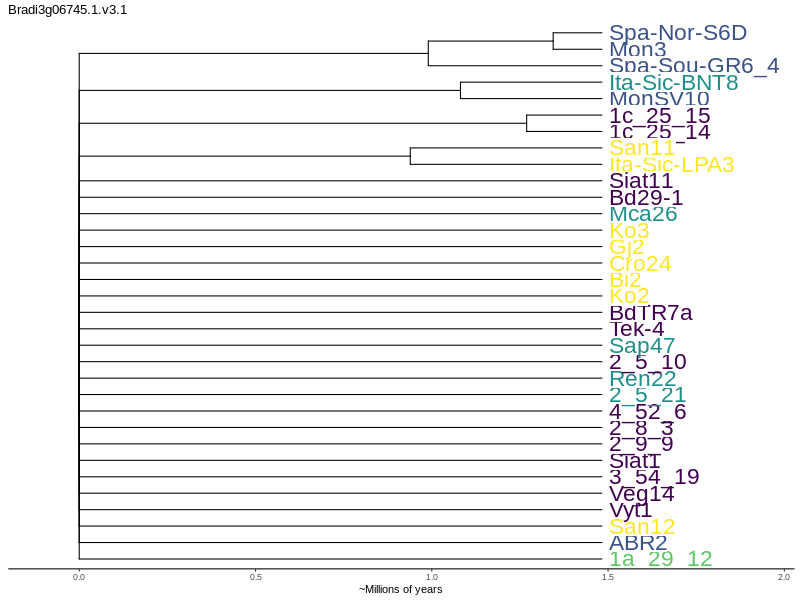 Bradi3g06745.1.v3.1
Spa-Nor-S6D
Mon3
Spa-Sou-GR6_4
Ita-Sic-BNT8
MonSV10
1c_25_15
1c_25_14
San11
Ita-Sic-LPA3
Siat11
Bd29-1
Mca26
Ko3
Gj2
Cro24
Bi2
Ko2
BdTR7a
Tek-4
Sap47
2_5_10
Ren22
2_5_21
4_52_6
2_8_3
2_9_9
Siat1
3_54_19
Veg14
Vyt1
San12
ABR2
1a_29_12
0.0 0.5 1.0 1.5 2.0
~Millions of years